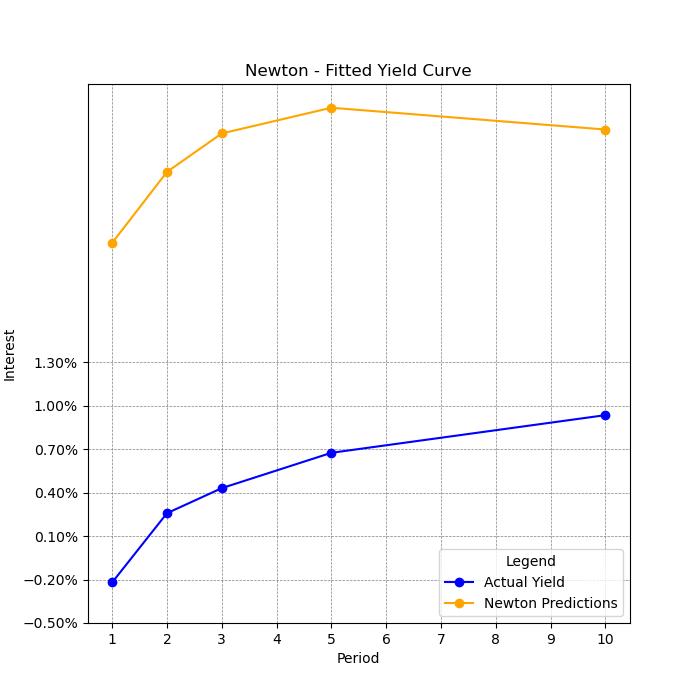 Newton - Fitted Yield Curve
Interest
1.30%
1.00%
0.70%
0.40%
0.10%
−0.20%
−0.50%
Legend
Actual Yield
Newton Predictions
1 2 3 4 5 6 7 8 9 10
Period